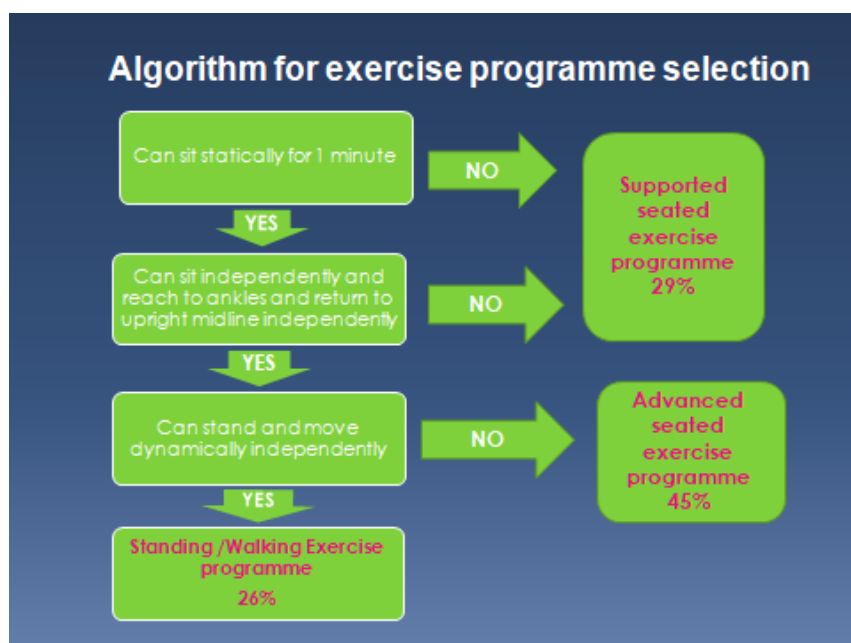 Algorithm for exercise programme selection
Can sit statically for 1 minute
NO
Supported
seated
exercise
programme
29%
YES
Can sit independently and
reach to ankles and return to
upright midline independently
NO
YES
Can stand and move
dynamically independently
NO
Advanced
seated
exercise
programme
45%
YES
Standing /Walking Exercise
programme
26%